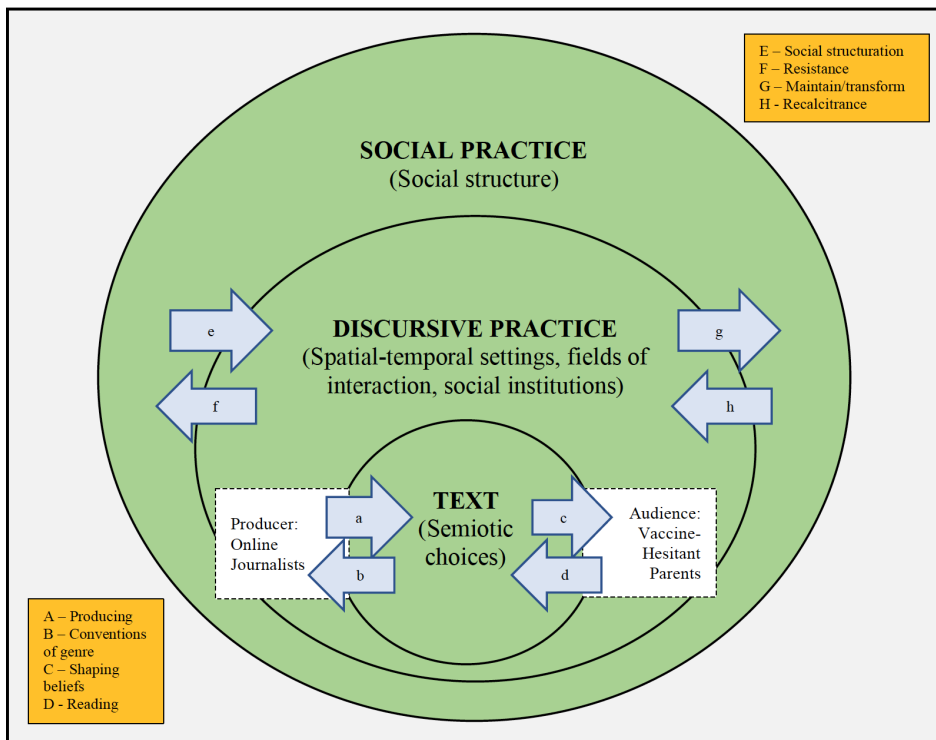 E – Social structuration
F – Resistance
G – Maintain/transform
H - Recalcitrance
SOCIAL PRACTICE
(Social structure)
e
g
DISCURSIVE PRACTICE
(Spatial-temporal settings, fields of
interaction, social institutions)
f
h
Producer:
Online
Journalists
a
b
TEXT
(Semiotic
choices)
c
d
Audience:
Vaccine-
Hesitant
Parents
A – Producing
B – Conventions
of genre
C – Shaping
beliefs
D - Reading